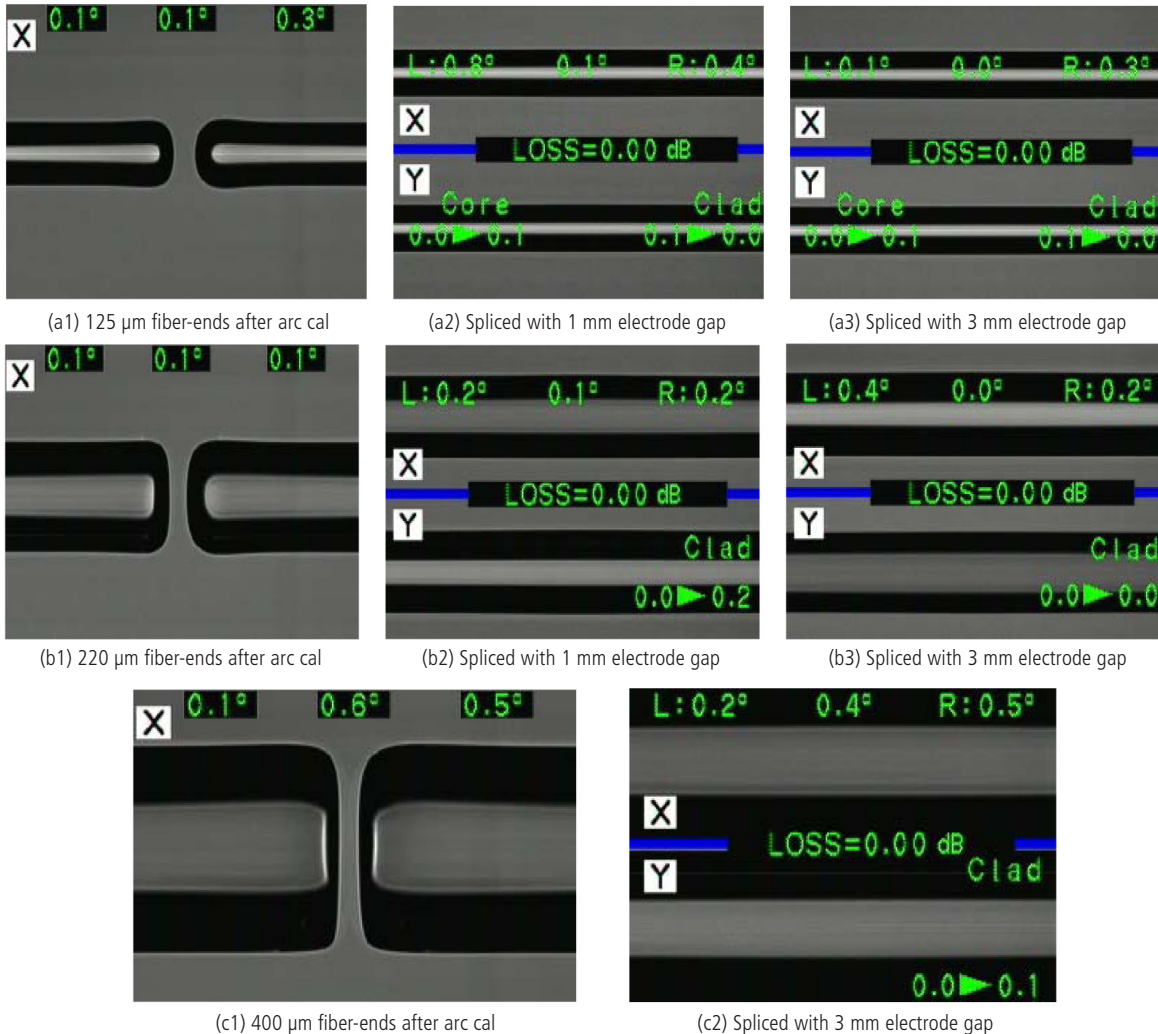 X 0.1° 0.1° 0.3°
L:0.8° 0.1° R:0.4°
X
LOSS=0.00 dB
Y
Core Clad
0.0▶0.1 0.1▶0.0
L:0.1° 0.0° R:0.3°
X
LOSS=0.00 dB
Y
Core Clad
0.0▶0.1 0.1▶0.0
(a1) 125 µm fiber-ends after arc cal
(a2) Spliced with 1 mm electrode gap
(a3) Spliced with 3 mm electrode gap
X 0.1° 0.1° 0.1°
L:0.2° 0.1° R:0.2°
X
LOSS=0.00 dB
Y
Clad
0.0▶0.2
L:0.4° 0.0° R:0.2°
X
LOSS=0.00 dB
Y
Clad
0.0▶0.0
(b1) 220 µm fiber-ends after arc cal
(b2) Spliced with 1 mm electrode gap
(b3) Spliced with 3 mm electrode gap
X 0.1° 0.6° 0.5°
L:0.2° 0.4° R:0.5°
X
LOSS=0.00 dB
Y
Clad
0.0▶0.1
(c1) 400 µm fiber-ends after arc cal
(c2) Spliced with 3 mm electrode gap